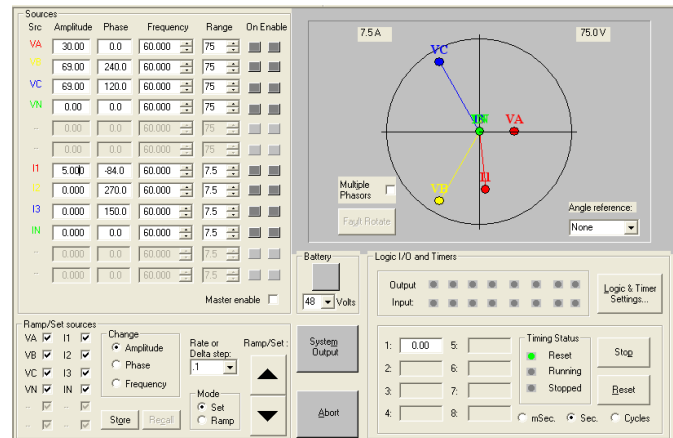 Sources
Src Amplitude Phase Frequency Range On Enable
VA 30.00 0.0 60.000 75
VB 69.00 240.0 60.000 75
VC 69.00 120.0 60.000 75
VN 0.00 0.0 60.000 75
-- 0.00 0.0 60.000 75
-- 0.00 0.0 60.000 75
I1 5.000 -84.0 60.000 7.5
0.000 270.0 60.000 7.5
I3 0.000 150.0 60.000 7.5
IN 0.000 0.0 60.000 7.5
-- 0.000 0.0 60.000 7.5
-- 0.000 0.0 60.000 7.5
Master enable
7.5 A
75.0 V
VC
VA
VB
I1
Multiple Phasors
Fault Rotate
Angle reference:
None
Ramp/Set sources
VA I1
VB I2
VC I3
VN IN
-- --
-- --
Change
Amplitude
Phase
Frequency
Store
Recall
Rate or
Delta step:
.1
Ramp/Set :
Mode
Set
Ramp
Battery
48 Volts
System
Output
Abort
Logic I/O and Timers
Output
Input:
Logic & Timer
Settings...
1: 0.00 5:
2: 6:
3: 7:
4: 8:
Timing Status
Reset
Running
Stopped
Stop
Reset
mSec. Sec. Cycles